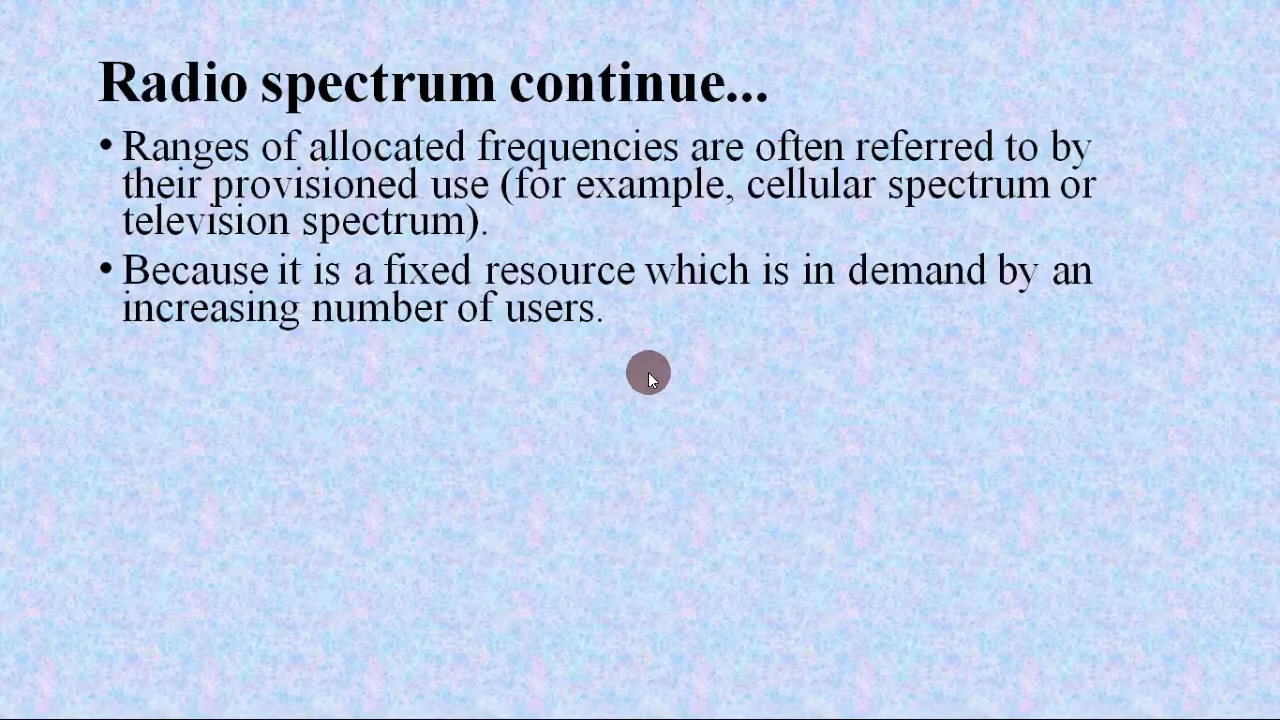 Radio spectrum continue...
• Ranges of allocated frequencies are often referred to by
their provisioned use (for example, cellular spectrum or
television spectrum).
• Because it is a fixed resource which is in demand by an
increasing number of users.